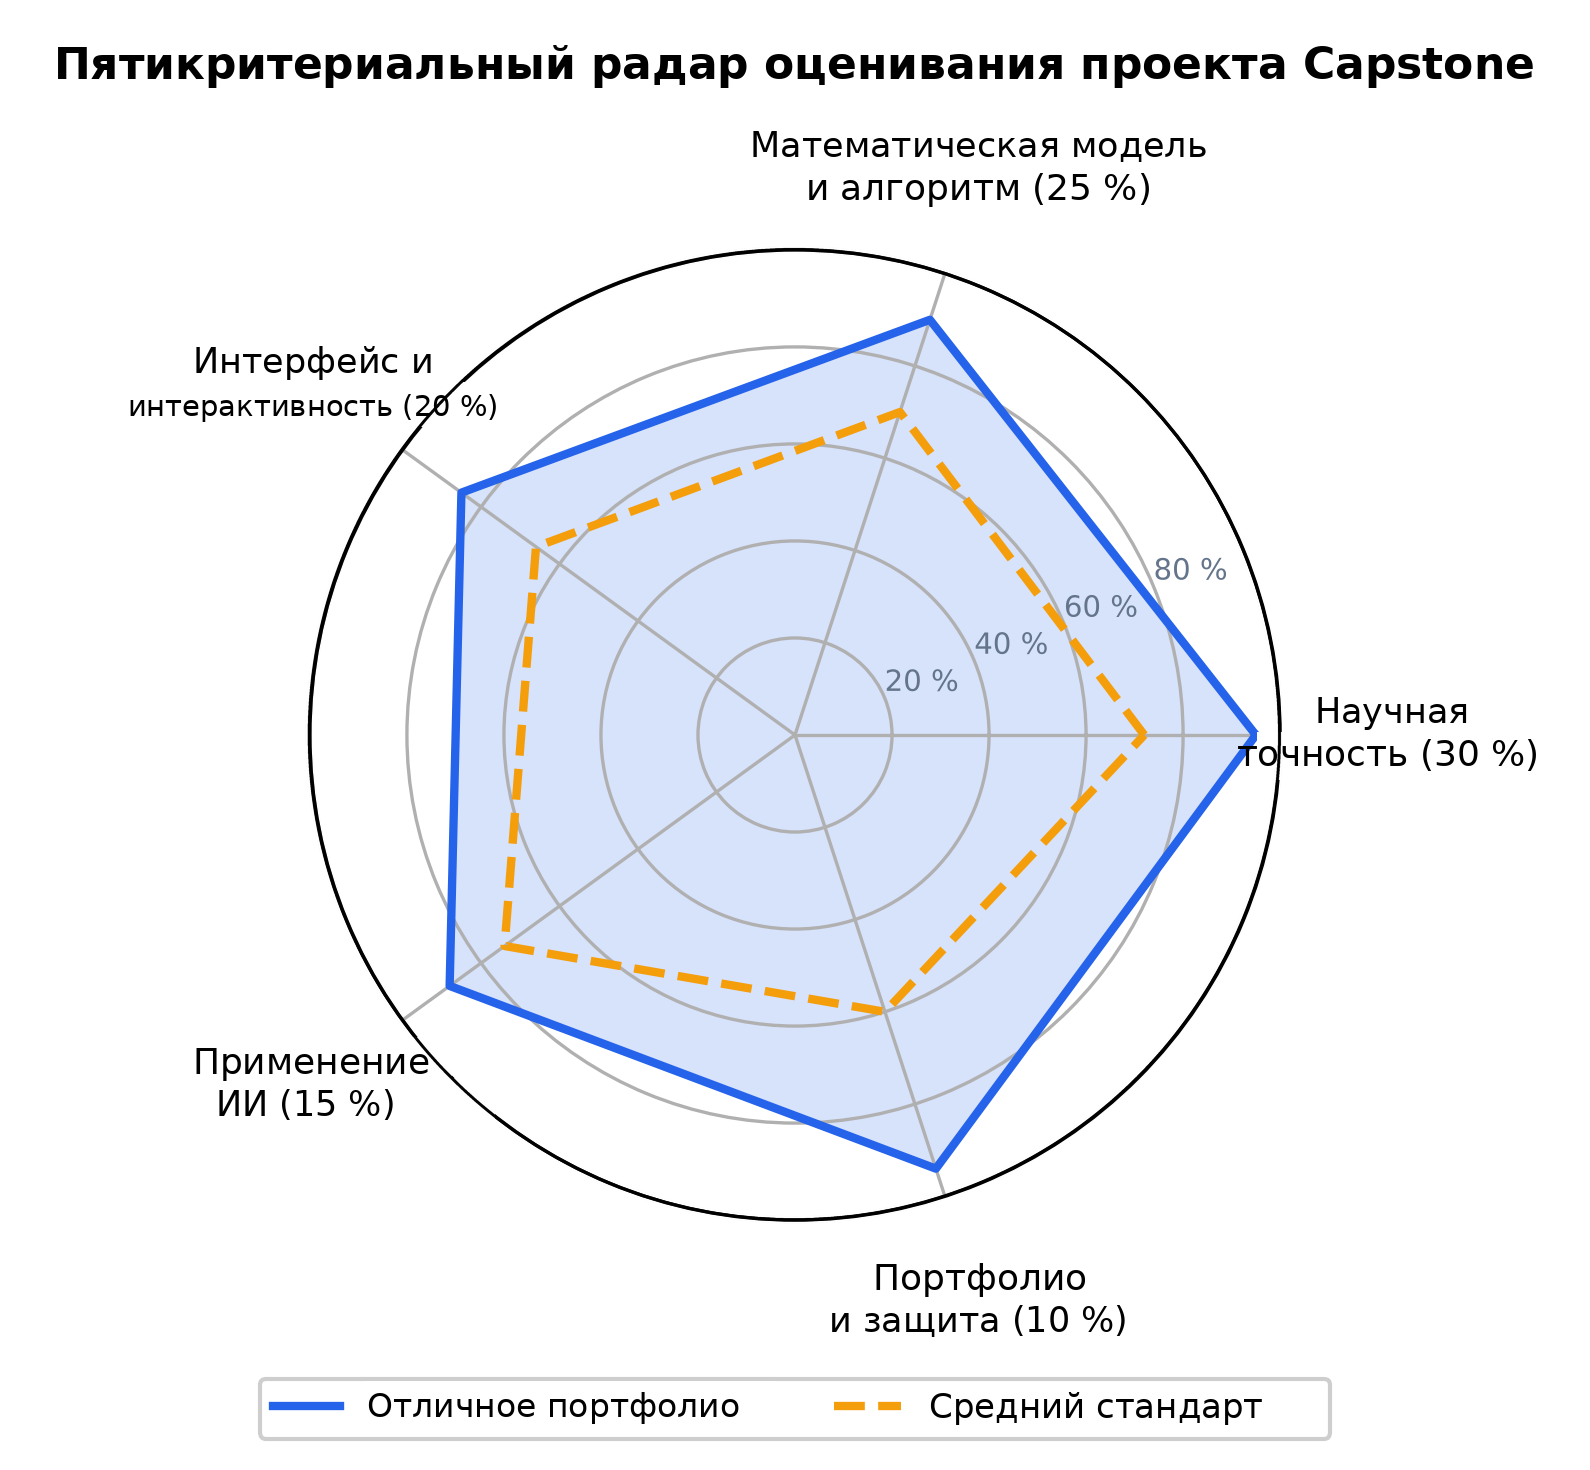 Пятикритериальный радар оценивания проекта Capstone
Математическая модель
и алгоритм (25 %)
Интерфейс и
интерактивность (20 %)
80 %
60 %
40 %
20 %
Научная
точность (30 %)
Применение
ИИ (15 %)
Портфолио
и защита (10 %)
Отличное портфолио
Средний стандарт